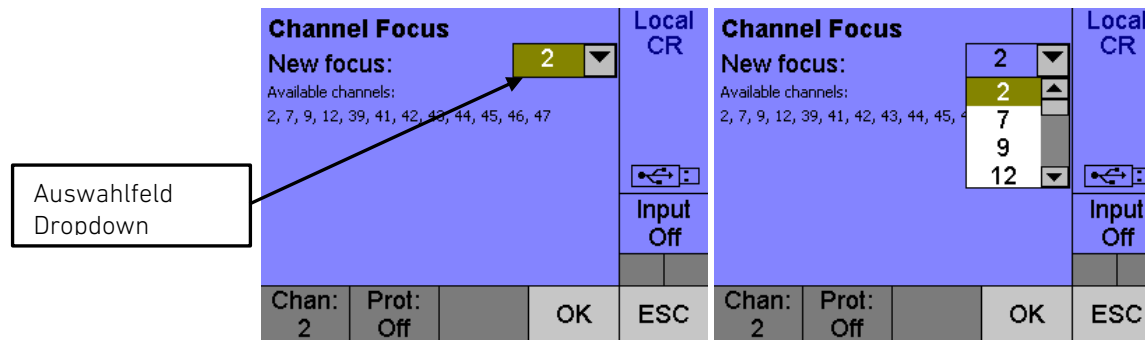 Auswahlfeld
Dropdown
Channel Focus
New focus:
2
Available channels:
2, 7, 9, 12, 39, 41, 42, 43, 44, 45, 46, 47
Local
CR
Input
Off
Chan:
2
Prot:
Off
OK
ESC
Channel Focus
New focus:
2
Available channels:
2, 7, 9, 12, 39, 41, 42, 43, 44, 45,
2
7
9
12
Local
CR
Input
Off
Chan:
2
Prot:
Off
OK
ESC